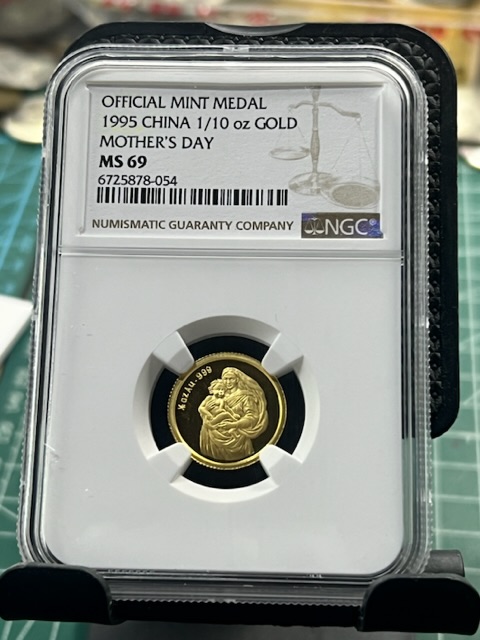 OFFICIAL MINT MEDAL
1995 CHINA 1/10 oz GOLD
MOTHER'S DAY
MS 69
6725878-054
NUMISMATIC GUARANTY COMPANY
NGC
999